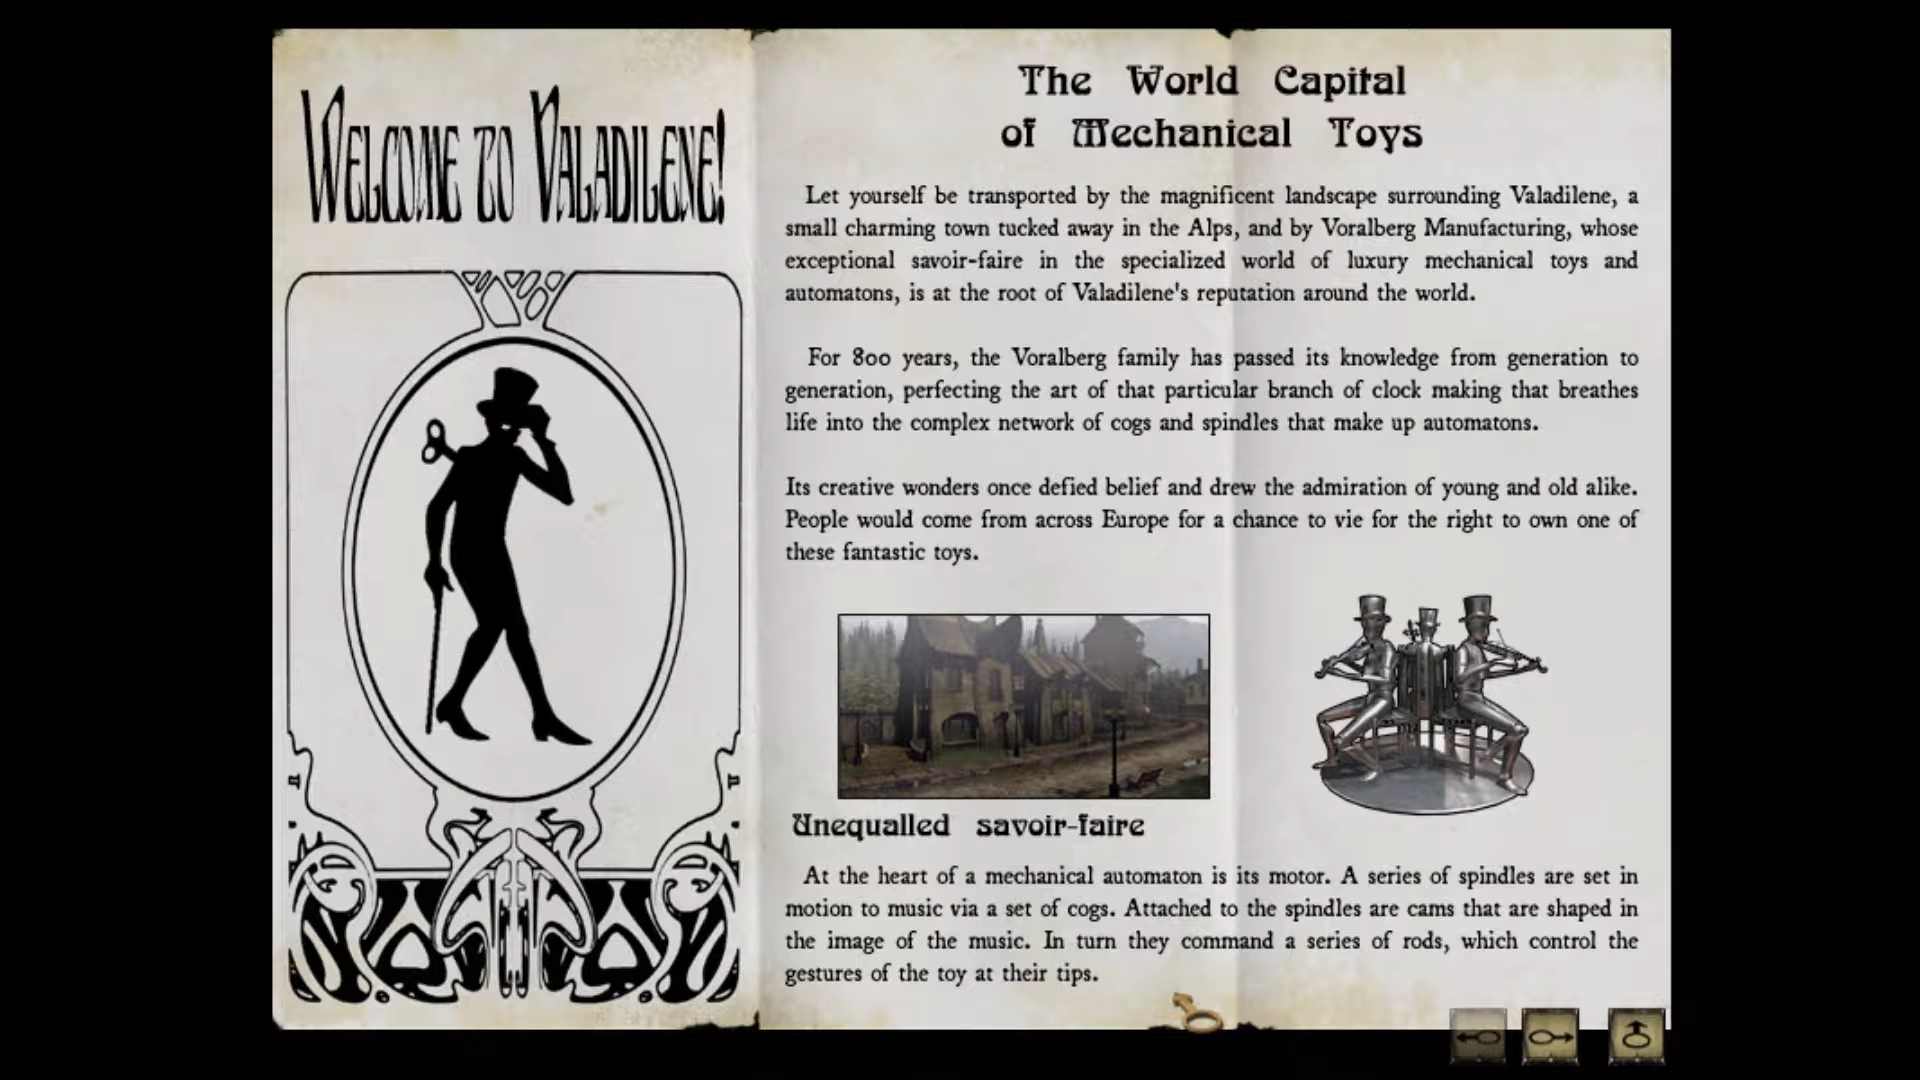 WELCOME TO VALADILENE!
The World Capital
of Mechanical Toys
Let yourself be transported by the magnificent landscape surrounding Valadilene, a
small charming town tucked away in the Alps, and by Voralberg Manufacturing, whose
exceptional savoir-faire in the specialized world of luxury mechanical toys and
automatons, is at the root of Valadilene's reputation around the world.
For 800 years, the Voralberg family has passed its knowledge from generation to
generation, perfecting the art of that particular branch of clock making that breathes
life into the complex network of cogs and spindles that make up automatons.
Its creative wonders once defied belief and drew the admiration of young and old alike.
People would come from across Europe for a chance to vie for the right to own one of
these fantastic toys.
Unequalled savoir-faire
At the heart of a mechanical automaton is its motor. A series of spindles are set in
motion to music via a set of cogs. Attached to the spindles are cams that are shaped in
the image of the music. In turn they command a series of rods, which control the
gestures of the toy at their tips.